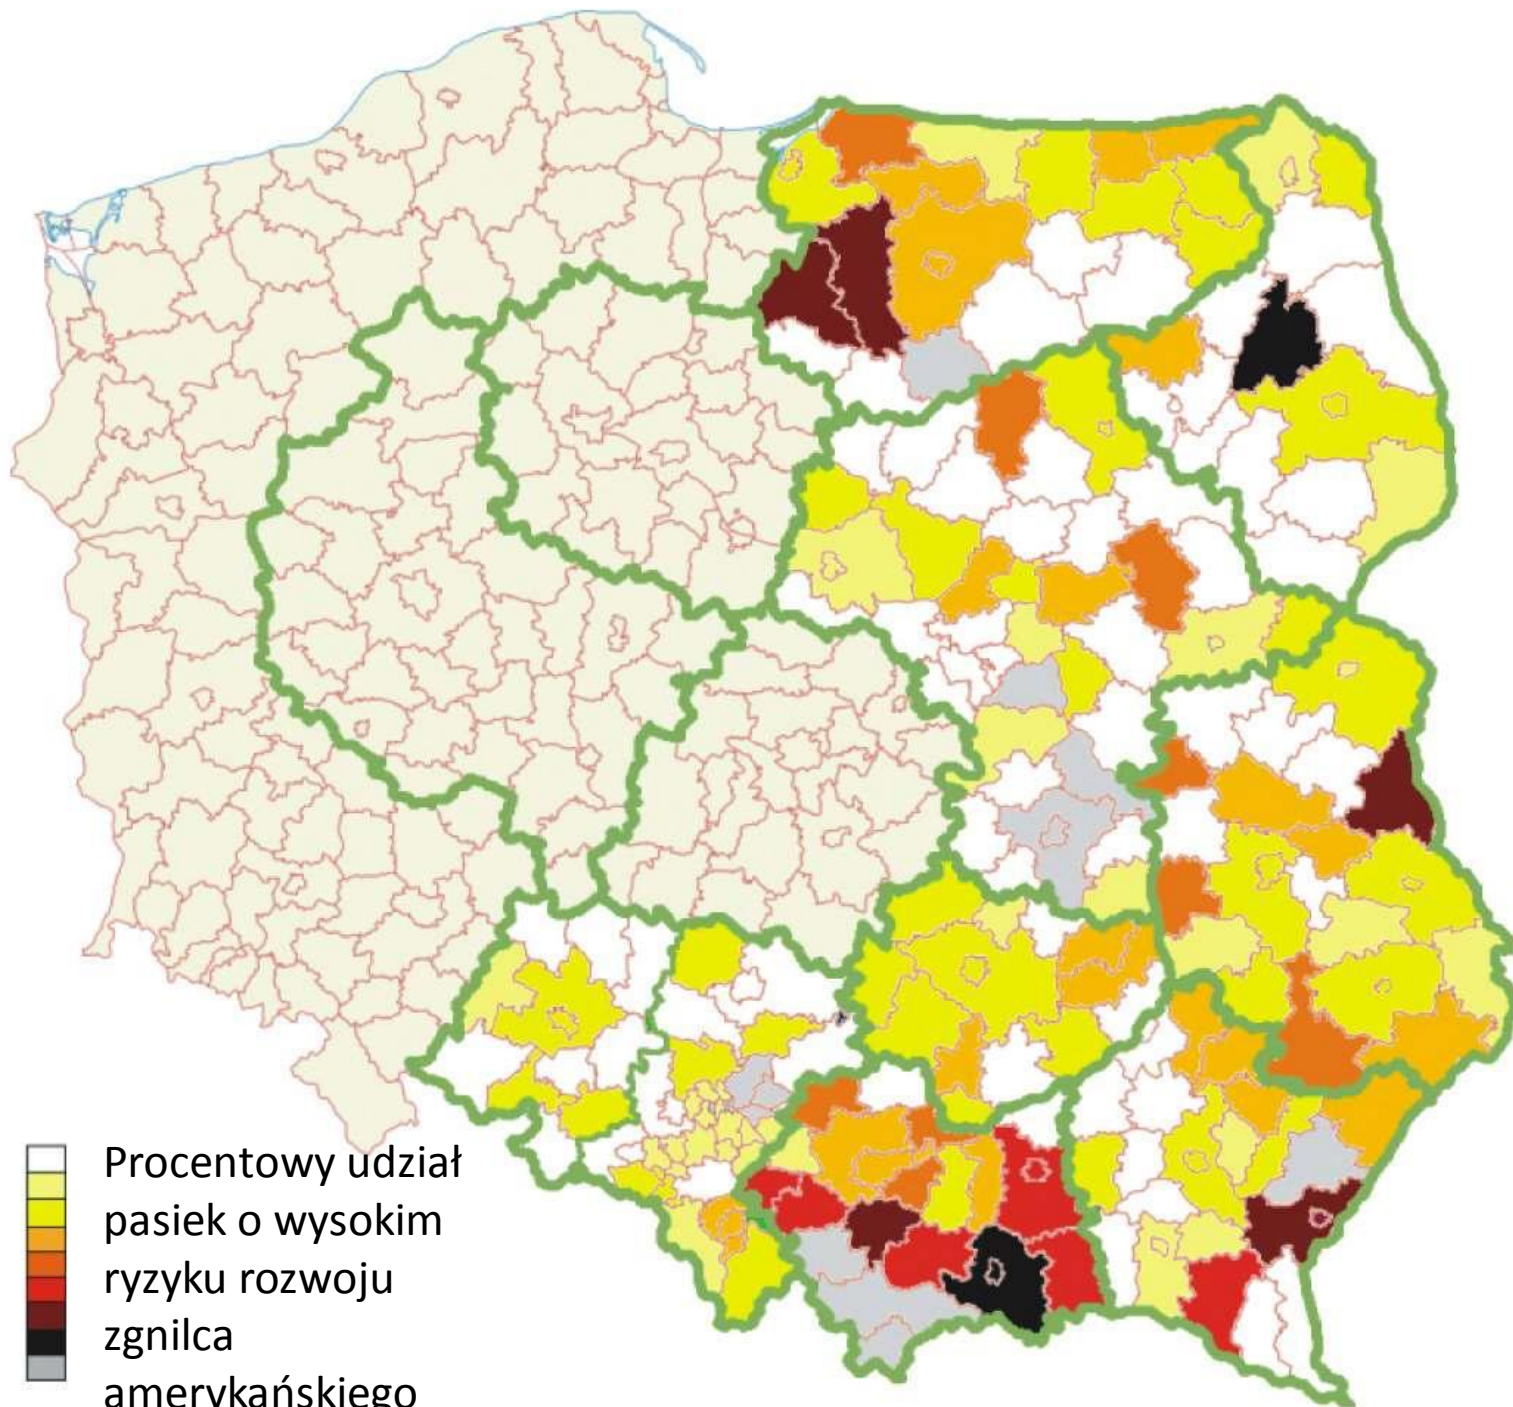 Procentowy udział
pasiek o wysokim
ryzyku rozwoju
zgnilca
amerykańskiego